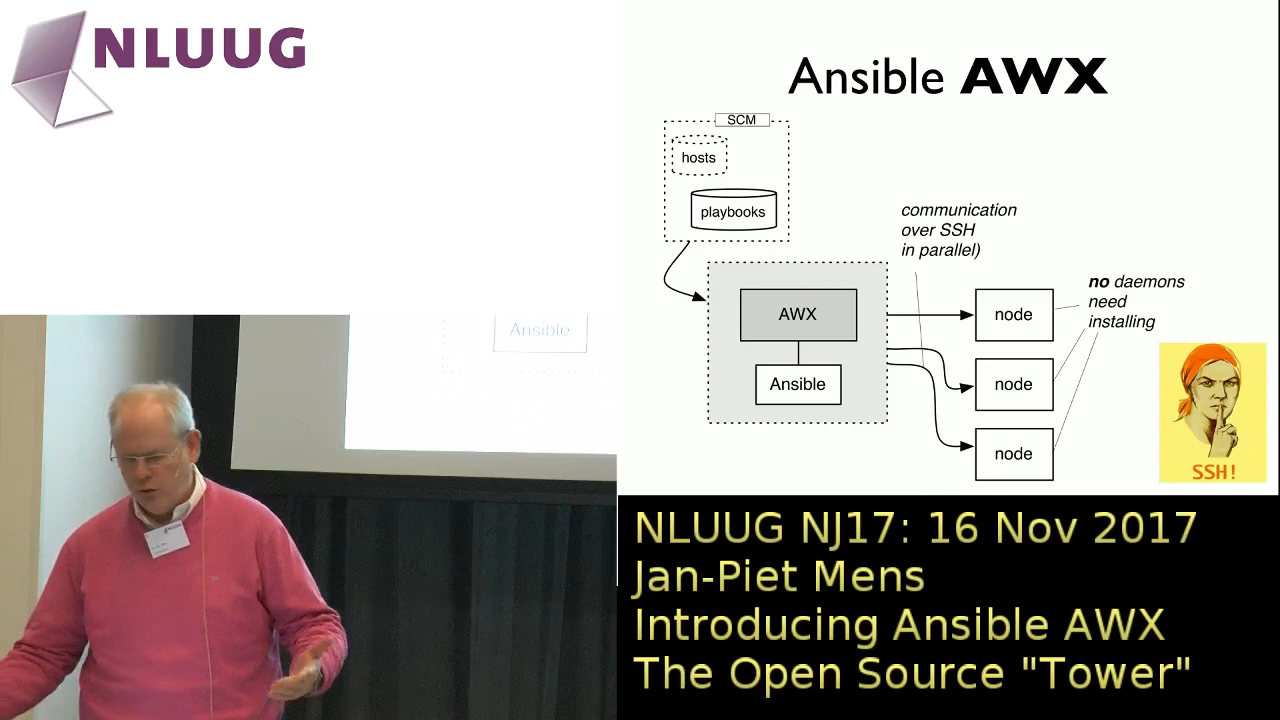 NLUUG
Ansible AWX
SCM
hosts
playbooks
communication
over SSH
in parallel)
no daemons
need
installing
AWX
node
Ansible
node
node
SSH!
Ansible
NLUUG NJ17: 16 Nov 2017
Jan-Piet Mens
Introducing Ansible AWX
The Open Source "Tower"